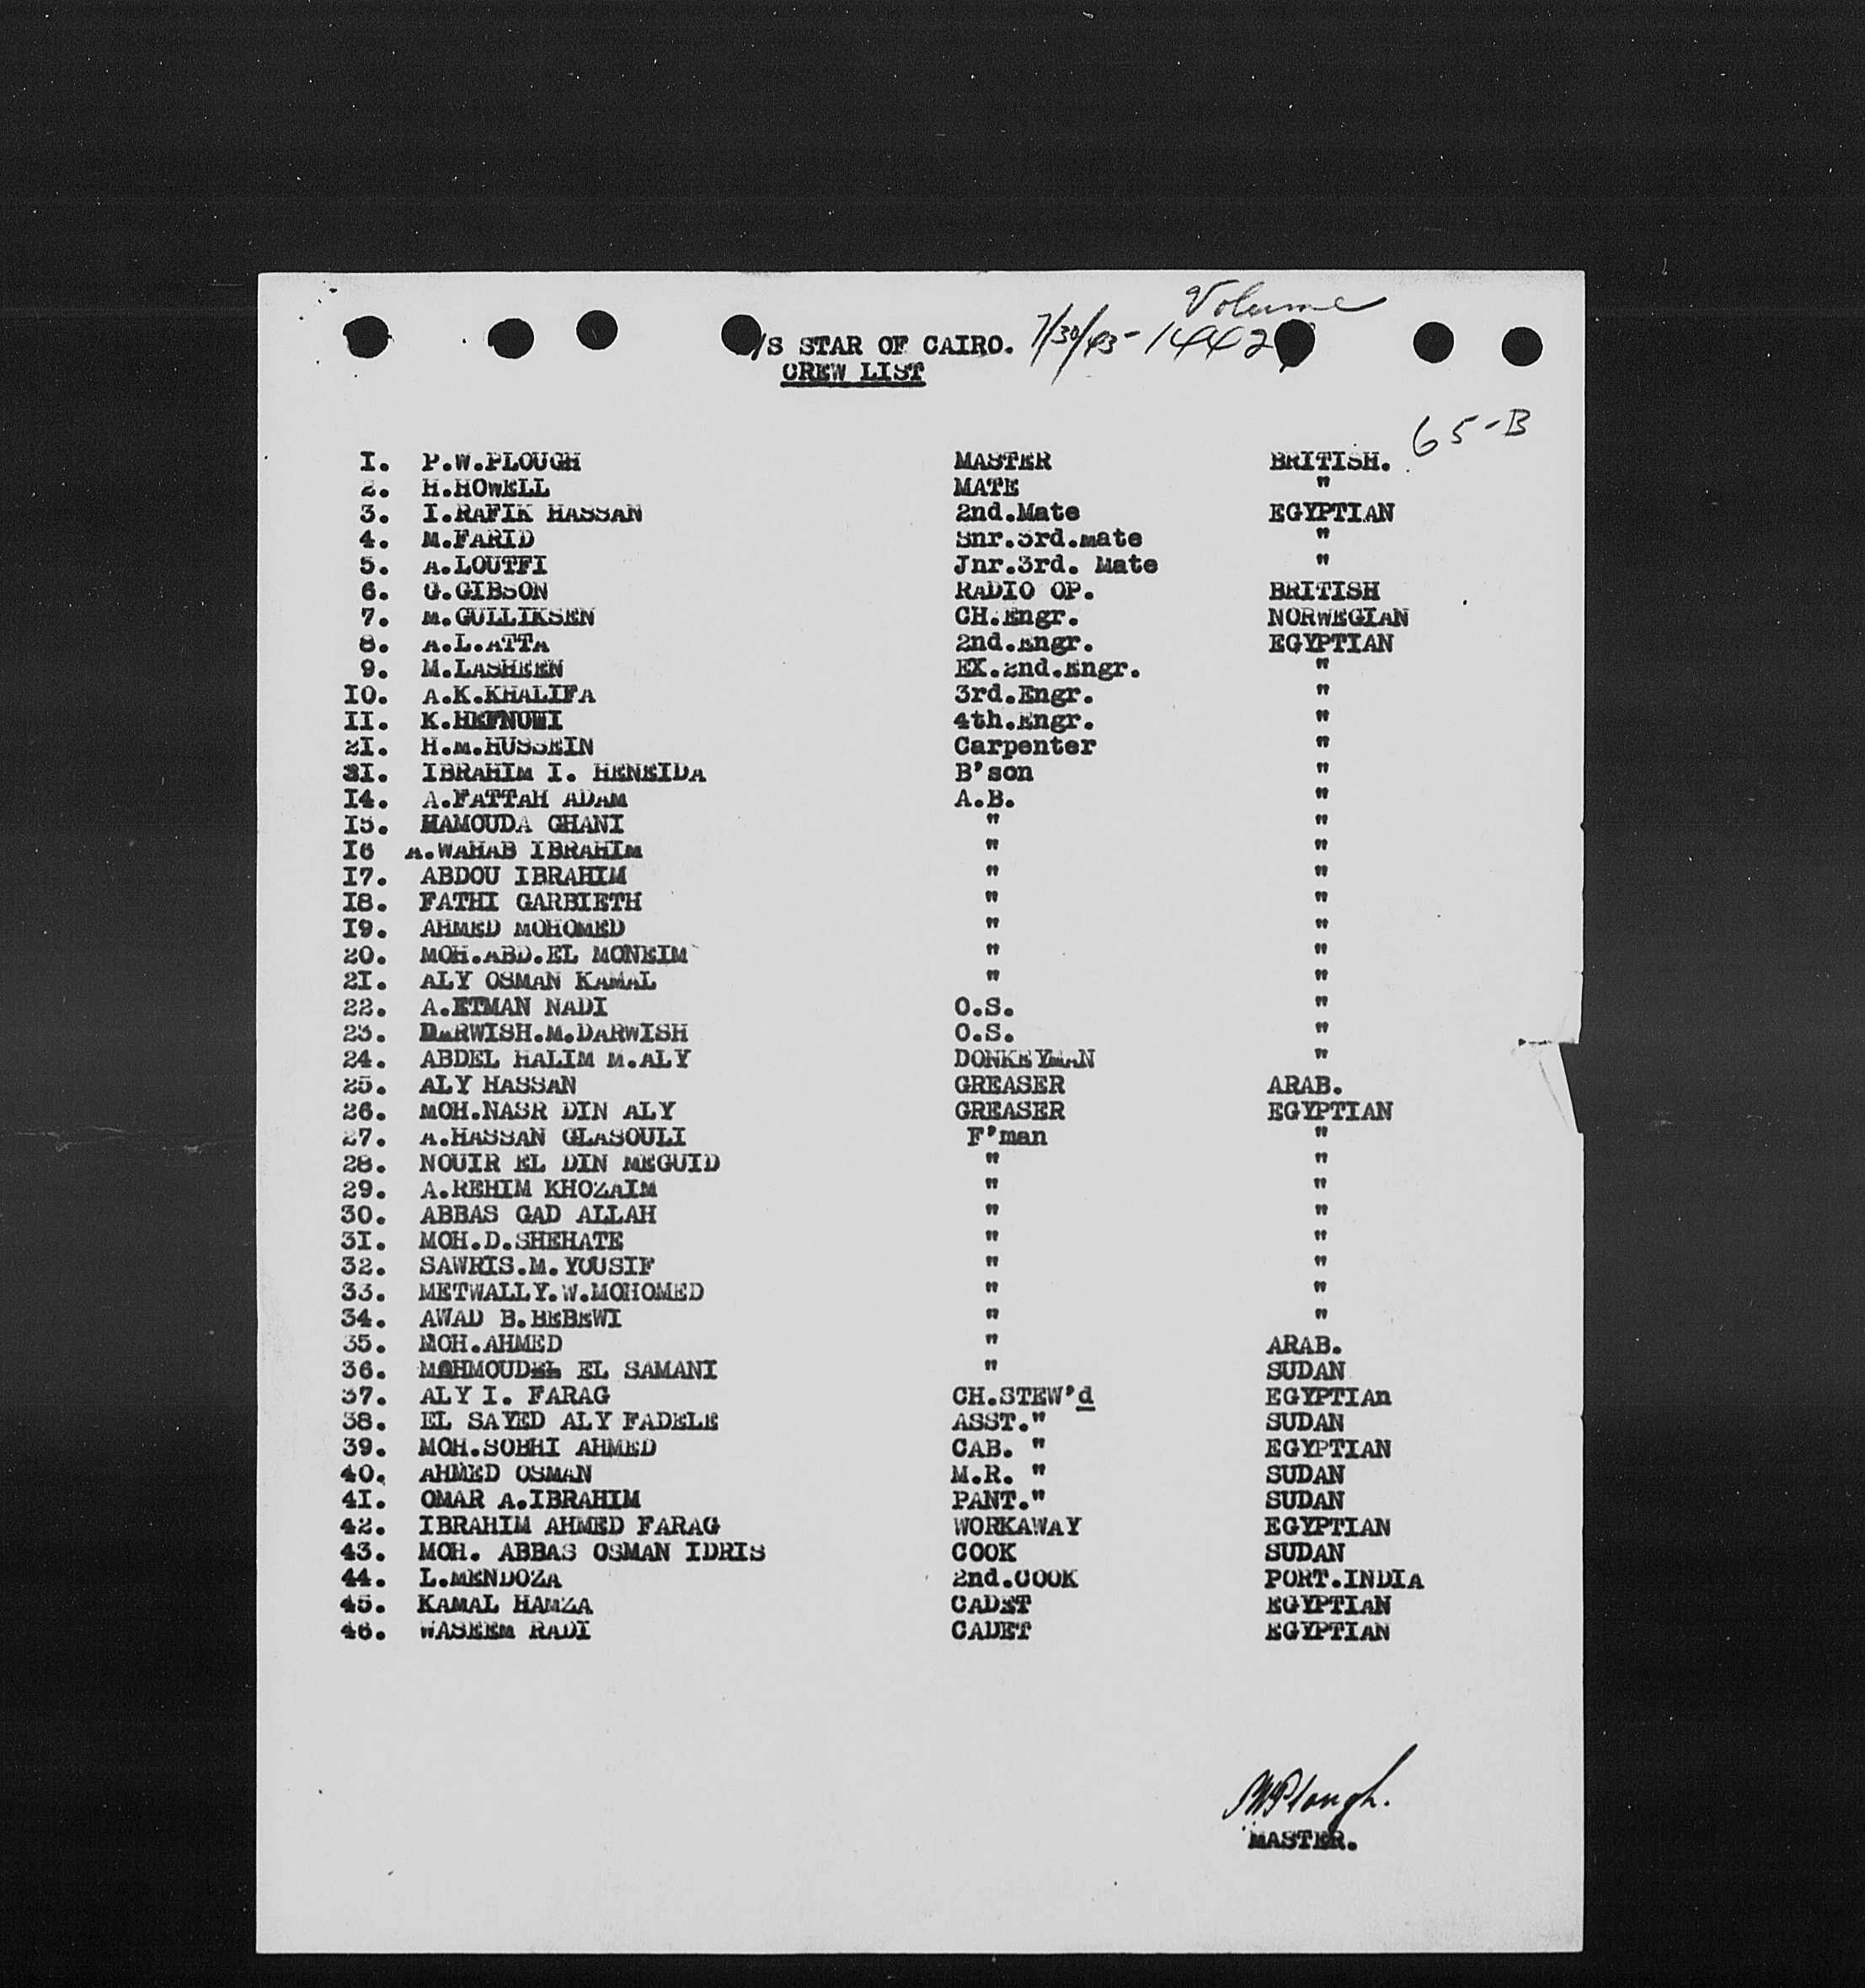 Volume
/S STAR OF CAIRO. 7/30/43 - 14424
CREW LIST
65-B
I. P.W.PLOUGH MASTER BRITISH.
2. H.HOWELL MATE "
3. I.RAFIK HASSAN 2nd.Mate EGYPTIAN
4. M.FARID Snr.3rd.mate "
5. A.LOUTFI Jnr.3rd. Mate "
6. G.GIBSON RADIO OP. BRITISH
7. M.GULLIKSEN CH.Engr. NORWEGIAN
8. A.L.ATTA 2nd.Engr. EGYPTIAN
9. M.LASHEEN EX.2nd.Engr. "
I0. A.K.KHALIFA 3rd.Engr. "
II. K.HEFNUWI 4th.Engr. "
2I. H.M.HUSSEIN Carpenter "
3I. IBRAHIM I. HENEIDA B'son "
I4. A.FATTAH ADAM A.B. "
I5. HAMOUDA GHANI " "
I6 A.WAHAB IBRAHIM " "
I7. ABDOU IBRAHIM " "
I8. FATHI GARBIETH " "
I9. AHMED MOHOMED " "
20. MOH.ABD.EL MONEIM " "
2I. ALY OSMAN KAMAL " "
22. A.ETMAN NADI O.S. "
23. DARWISH.M.DARWISH O.S. "
24. ABDEL HALIM M.ALY DONKEYMAN "
25. ALY HASSAN GREASER ARAB.
26. MOH.NASR DIN ALY GREASER EGYPTIAN
27. A.HASSAN GLASOULI F'man "
28. NOUIR EL DIN MEGUID " "
29. A.REHIM KHOZAIM " "
30. ABBAS GAD ALLAH " "
3I. MOH.D.SHEHATE " "
32. SAWRIS.M.YOUSIF " "
33. METWALLY.W.MOHOMED " "
34. AWAD B.BEBEWI " "
35. MOH.AHMED " ARAB.
36. MAHMOUD EL SAMANI " SUDAN
37. ALY I. FARAG CH.STEW'd EGYPTIAn
38. EL SAYED ALY FADELE ASST." SUDAN
39. MOH.SOBHI AHMED CAB. " EGYPTIAN
40. AHMED OSMAN M.R. " SUDAN
4I. OMAR A.IBRAHIM PANT." SUDAN
42. IBRAHIM AHMED FARAG WORKAWAY EGYPTIAN
43. MOH. ABBAS OSMAN IDRIS COOK SUDAN
44. L.MENDOZA 2nd.COOK PORT.INDIA
45. KAMAL HAMZA CADET EGYPTIAN
46. WASEEM RADI CADET EGYPTIAN
PWPlough.
MASTER.